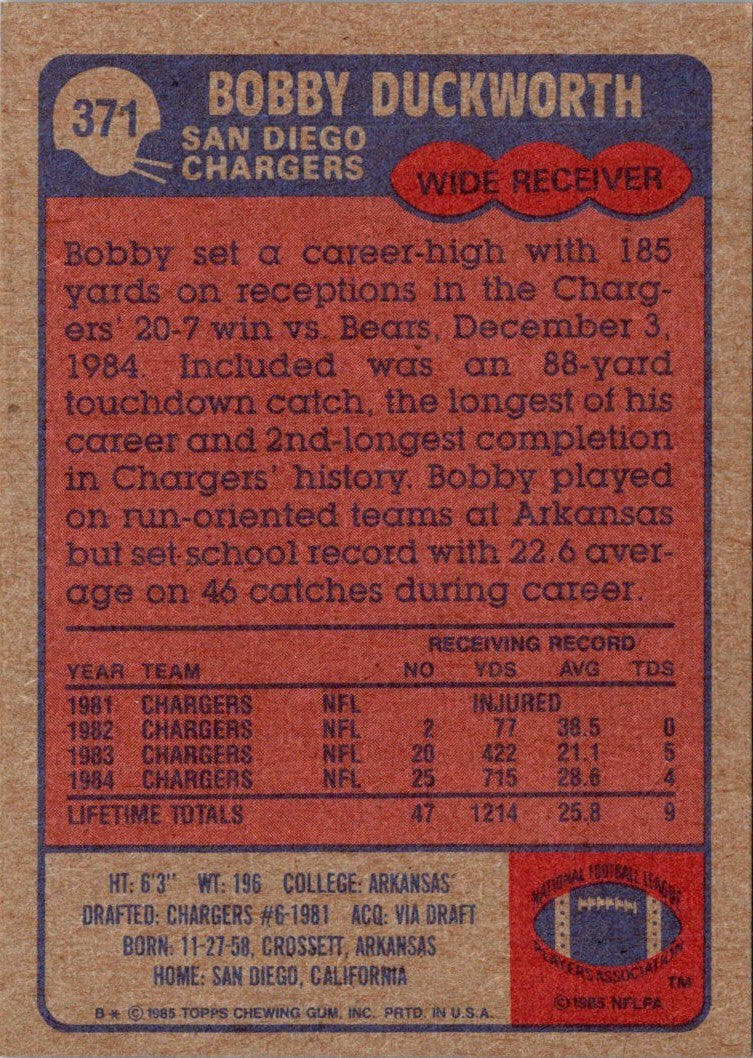 371
BOBBY DUCKWORTH
SAN DIEGO
CHARGERS
WIDE RECEIVER
Bobby set a career-high with 185
yards on receptions in the Charg-
ers' 20-7 win vs. Bears, December 3,
1984. Included was an 88-yard
touchdown catch, the longest of his
career and 2nd-longest completion
in Chargers' history. Bobby played
on run-oriented teams at Arkansas
but set school record with 22.6 aver-
age on 46 catches during career.
RECEIVING RECORD
YEAR TEAM NO YDS AVG TDS
1981 CHARGERS NFL INJURED
1982 CHARGERS NFL 2 77 38.5 0
1983 CHARGERS NFL 20 422 21.1 5
1984 CHARGERS NFL 25 715 28.6 4
LIFETIME TOTALS 47 1214 25.8 9
HT: 6'3" WT: 196 COLLEGE: ARKANSAS
DRAFTED: CHARGERS #6-1981 ACQ: VIA DRAFT
BORN: 11-27-58, CROSSETT, ARKANSAS
HOME: SAN DIEGO, CALIFORNIA
B* © 1985 TOPPS CHEWING GUM, INC. PRTD. IN U.S.A.
NATIONAL FOOTBALL LEAGUE
PLAYERS ASSOCIATION
TM
©1985 NFLPA